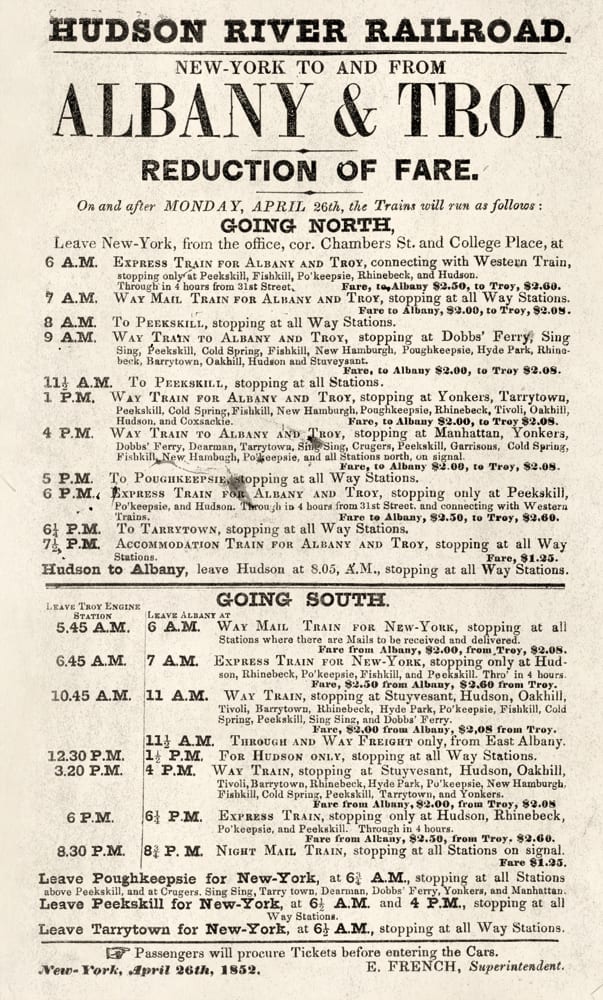 HUDSON RIVER RAILROAD.
NEW-YORK TO AND FROM
ALBANY & TROY
REDUCTION OF FARE.
On and after MONDAY, APRIL 26th, the Trains will run as follows:
GOING NORTH,
Leave New-York, from the office, cor. Chambers St. and College Place, at
6 A.M. EXPRESS TRAIN FOR ALBANY AND TROY, connecting with Western Train,
stopping only at Peekskill, Fishkill, Po'keepsie, Rhinebeck, and Hudson.
Through in 4 hours from 31st Street. Fare, to Albany $2.50, to Troy, $2.60.
7 A.M. WAY MAIL TRAIN FOR ALBANY AND TROY, stopping at all Way Stations.
Fare to Albany, $2.00, to Troy, $2.08.
8 A.M. TO PEEKSKILL, stopping at all Way Stations.
9 A.M. WAY TRAIN TO ALBANY AND TROY, stopping at Dobbs' Ferry, Sing
Sing, Peekskill, Cold Spring, Fishkill, New Hamburgh, Poughkeepsie, Hyde Park, Rhine-
beck, Barrytown, Oakhill, Hudson and Stuveysant.
Fare, to Albany $2.00, to Troy $2.08.
11½ A.M. TO PEEKSKILL, stopping at all Stations.
1 P.M. WAY TRAIN FOR ALBANY AND TROY, stopping at Yonkers, Tarrytown,
Peekskill, Cold Spring, Fishkill, New Hamburgh, Poughkeepsie, Rhinebeck, Tivoli, Oakhill,
Hudson, and Coxsackie. Fare, to Albany $2.00, to Troy $2.08.
4 P.M. WAY TRAIN TO ALBANY AND TROY, stopping at Manhattan, Yonkers,
Dobbs' Ferry, Dearman, Tarrytown, Sing Sing, Crugers, Peekskill, Garrisons, Cold Spring,
Fishkill, New Hambugh, Po'keepsie, and all Stations north, on signal.
Fare, to Albany $2.00, to Troy, $2.08.
5 P.M. TO POUGHKEEPSIE, stopping at all Way Stations.
6 P.M. EXPRESS TRAIN FOR ALBANY AND TROY, stopping only at Peekskill,
Po'keepsie, and Hudson. Through in 4 hours from 31st street. and connecting with Western
Trains. Fare to Albany, $2.50, to Troy, $2.60.
6¼ P.M. TO TARRYTOWN, stopping at all Way Stations.
7½ P.M. ACCOMMODATION TRAIN FOR ALBANY AND TROY, stopping at all Way
Stations. Fare, $1.25.
Hudson to Albany, leave Hudson at 8.05, A.M., stopping at all Way Stations.
GOING SOUTH.
LEAVE TROY ENGINE STATION LEAVE ALBANY AT
5.45 A.M. 6 A.M. WAY MAIL TRAIN FOR NEW-YORK, stopping at all
Stations where there are Mails to be received and delivered.
Fare from Albany, $2.00, from Troy, $2.08.
6.45 A.M. 7 A.M. EXPRESS TRAIN FOR NEW-YORK, stopping only at Hud-
son, Rhinebeck, Po'keepsie, Fishkill, and Peekskill. Thro' in 4 hours.
Fare, $2.50 from Albany, $2.60 from Troy.
10.45 A.M. 11 A.M. WAY TRAIN, stopping at Stuyvesant, Hudson, Oakhill,
Tivoli, Barrytown, Rhinebeck, Hyde Park, Po'keepsie, Fishkill, Cold
Spring, Peekskill, Sing Sing, and Dobbs' Ferry.
Fare, $2.00 from Albany, $2,08 from Troy.
11½ A.M. THROUGH AND WAY FREIGHT only, from East Albany.
12.30 P.M. 1½ P.M. FOR HUDSON ONLY, stopping at all Way Stations.
3.20 P.M. 4 P.M. WAY TRAIN, stopping at Stuyvesant, Hudson, Oakhill,
Tivoli, Barrytown, Rhinebeck, Hyde Park, Po'keepsie, New Hamburgh,
Fishkill, Cold Spring, Peekskill, Tarrytown, and Yonkers.
Fare from Albany, $2.00, from Troy, $2.08
6 P.M. 6¼ P.M. EXPRESS TRAIN, stopping only at Hudson, Rhinebeck,
Po'keepsie, and Peekskill. Through in 4 hours.
Fare from Albany, $2.50, from Troy. $2.60.
8.30 P.M. 8¾ P. M. NIGHT MAIL TRAIN, stopping at all Stations on signal.
Fare $1.25.
Leave Poughkeepsie for New-York, at 6¾ A.M., stopping at all Stations
above Peekskill, and at Crugers. Sing Sing, Tarry town, Dearman, Dobbs' Ferry, Yonkers, and Manhattan.
Leave Peekskill for New-York, at 6½ A.M. and 4 P.M., stopping at all
Way Stations.
Leave Tarrytown for New-York, at 6½ A.M., stopping at all Way Stations.
☞ Passengers will procure Tickets before entering the Cars.
New-York, April 26th, 1852. E. FRENCH, Superintendent.